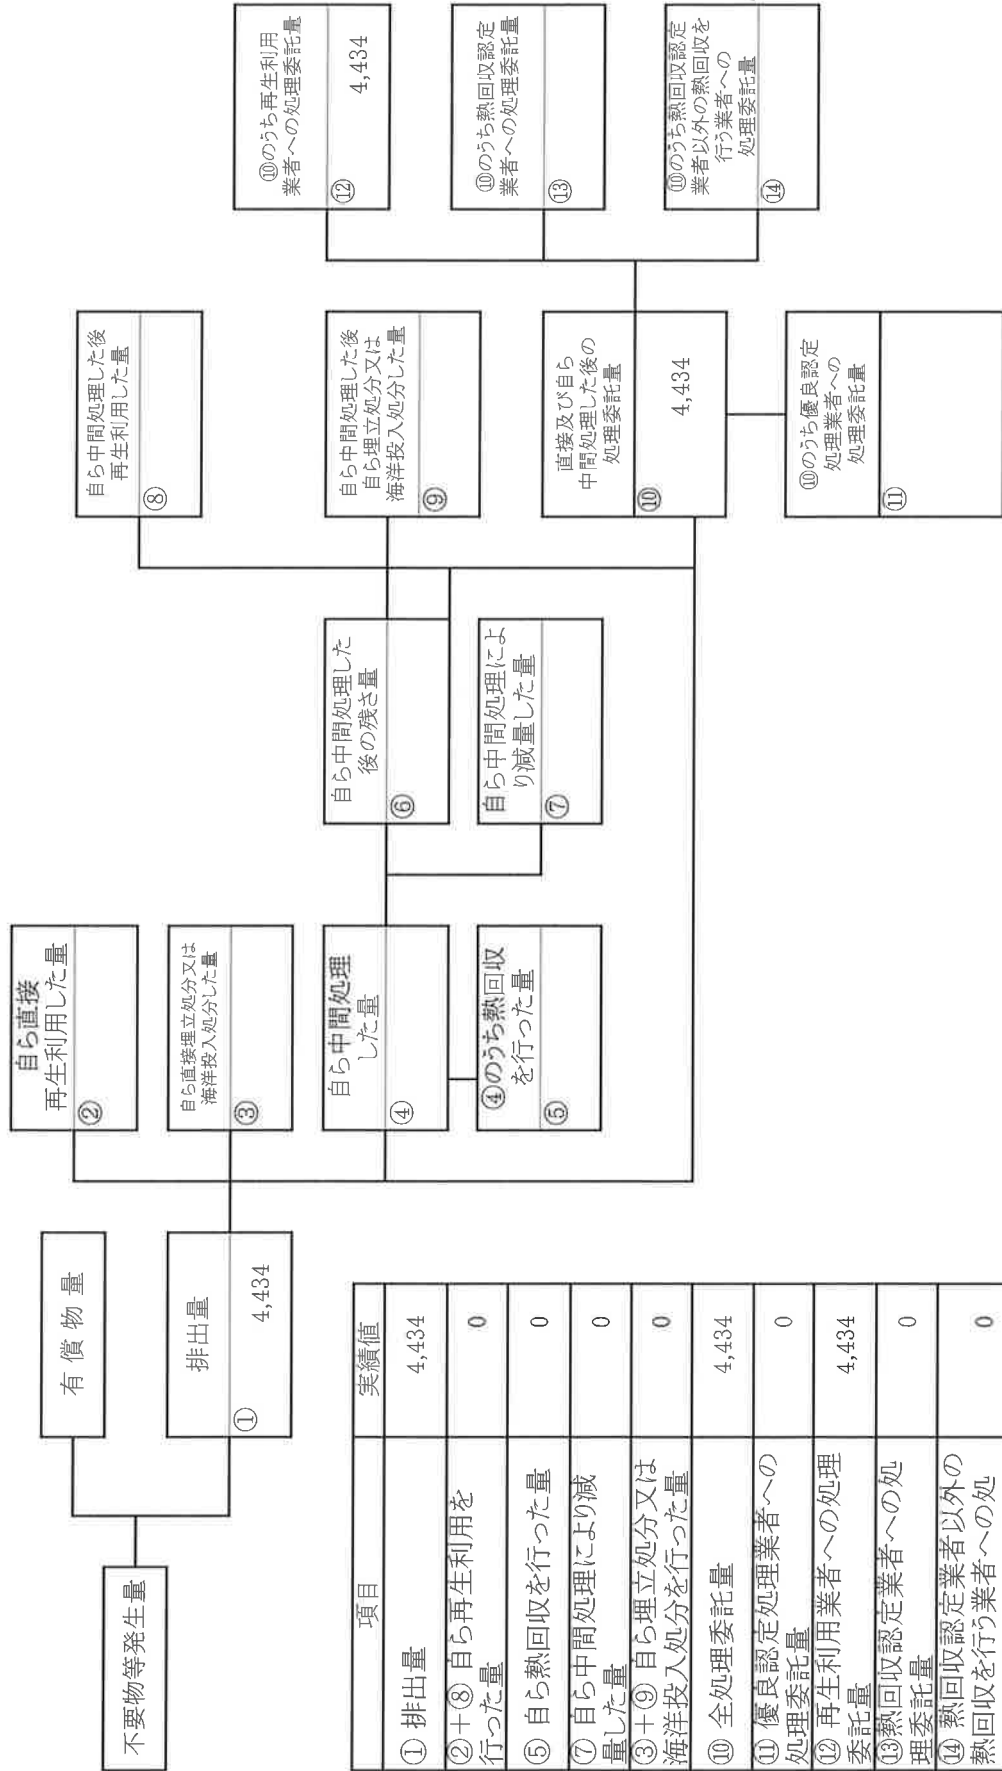 不要物等発生量
有償物量
排出量
①
4,434
自ら直接
再生利用した量
②
自ら直接埋立処分又は
海洋投入処分した量
③
自ら中間処理
した量
④
④のうち熱回収
を行った量
⑤
自ら中間処理した
後の残さ量
⑥
自ら中間処理によ
り減量した量
⑦
自ら中間処理した後
再生利用した量
⑧
自ら中間処理した後
自ら埋立処分又は
海洋投入処分した量
⑨
直接及び自ら
中間処理した後の
処理委託量
⑩
4,434
⑩のうち優良認定
処理業者への
処理委託量
⑪
⑩のうち再生利用
業者への処理委託量
⑫
4,434
⑩のうち熱回収認定
業者への処理委託量
⑬
⑩のうち熱回収認定
業者以外の熱回収を
行う業者への
処理委託量
⑭
項目 実績値
① 排出量 4,434
②+⑧ 自ら再生利用を
行った量 0
⑤ 自ら熱回収を行った量 0
⑦ 自ら中間処理により減
量した量 0
③+⑨ 自ら埋立処分又は
海洋投入処分を行った量 0
⑩ 全処理委託量 4,434
⑪ 優良認定処理業者への
処理委託量 0
⑫ 再生利用業者への処理
委託量 4,434
⑬熱回収認定業者への処
理委託量 0
⑭ 熱回収認定業者以外の
熱回収を行う業者への処 0